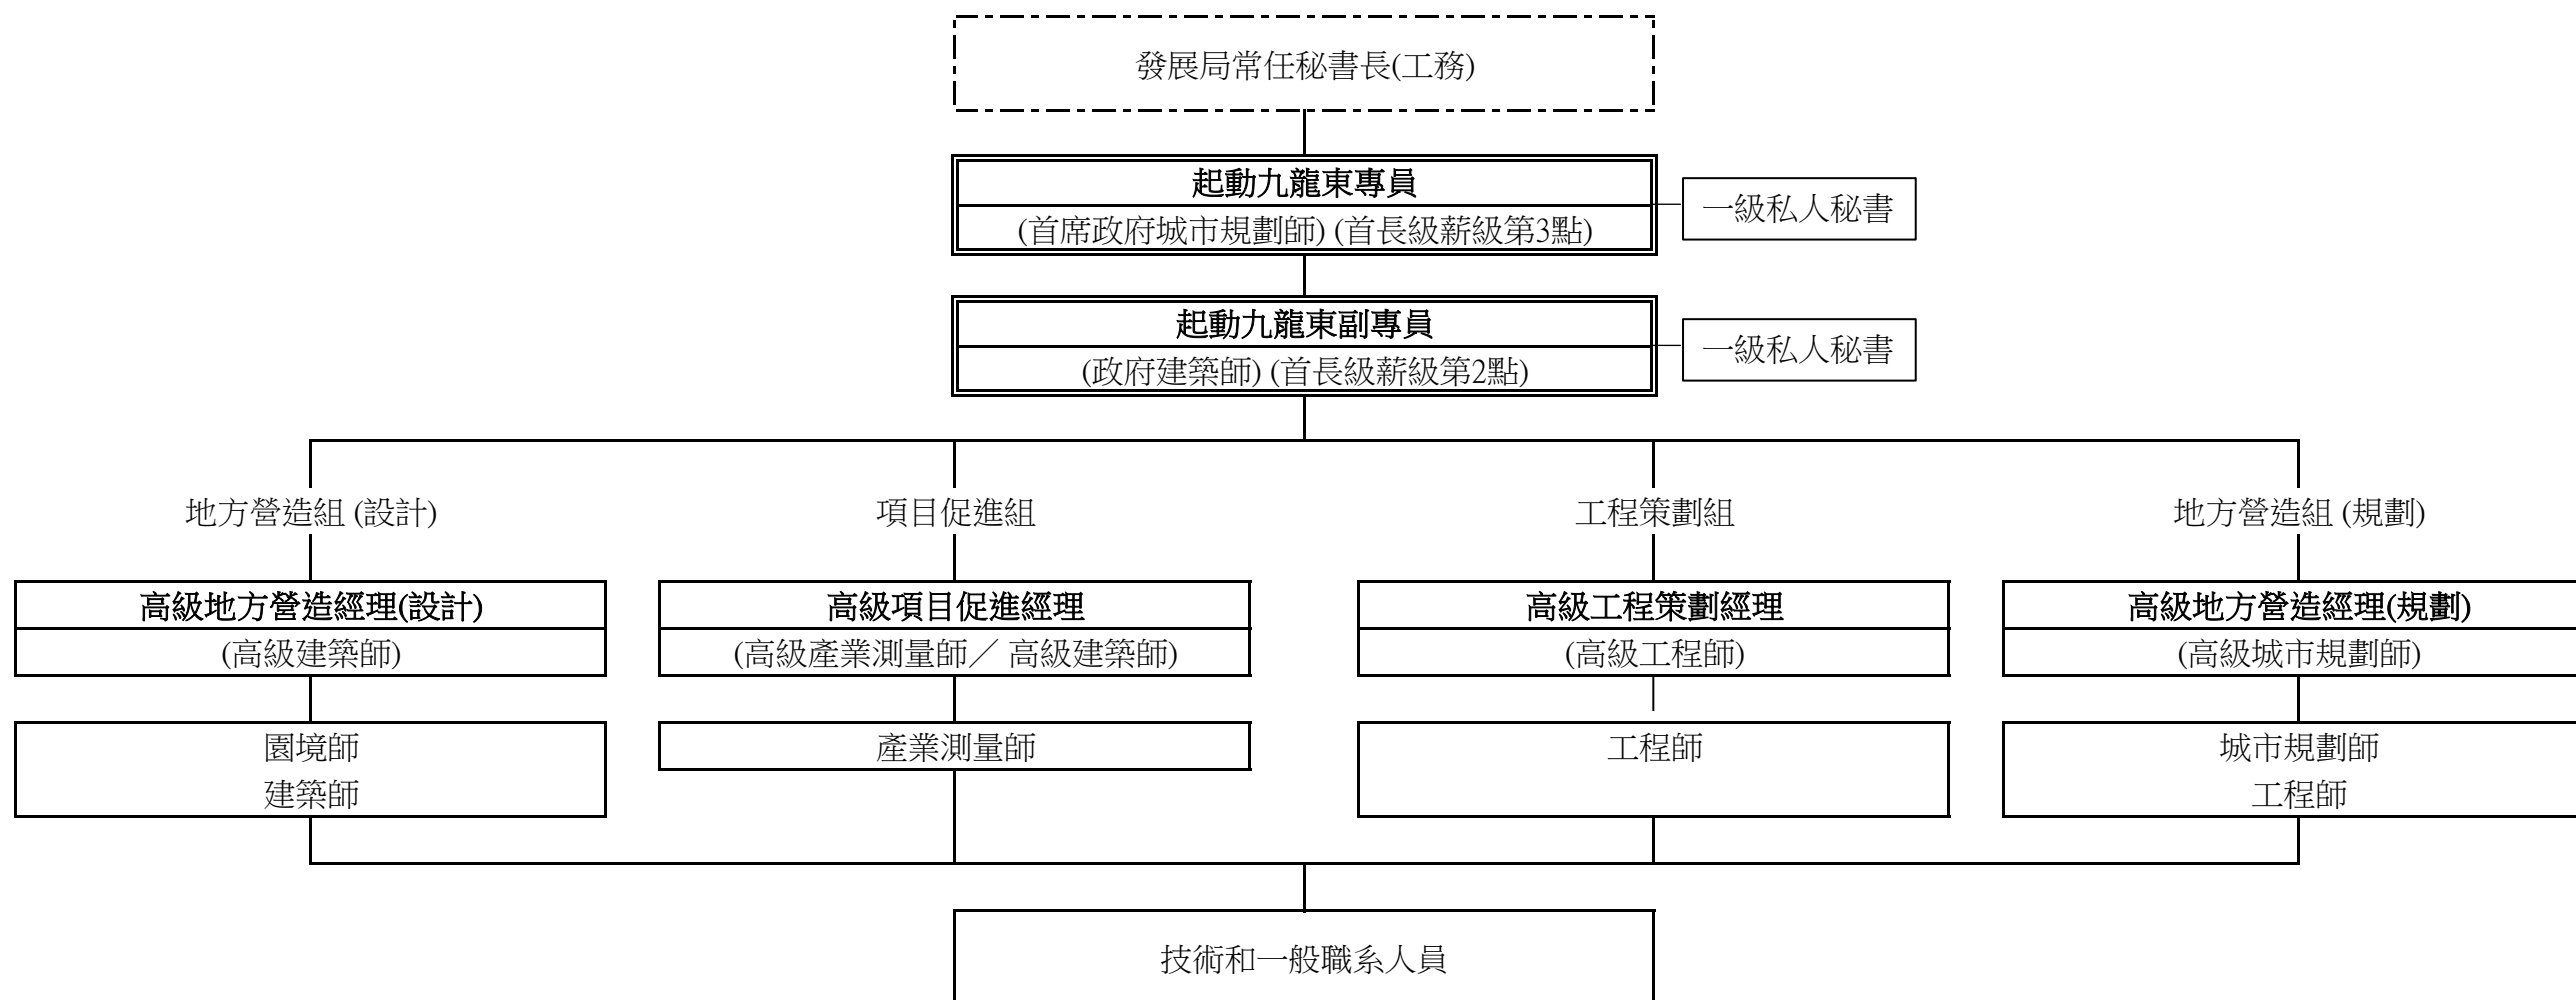 發展局常任秘書長(工務)
起動九龍東專員
(首席政府城市規劃師) (首長級薪級第3點)
一級私人秘書
起動九龍東副專員
(政府建築師) (首長級薪級第2點)
一級私人秘書
地方營造組 (設計)
項目促進組
工程策劃組
地方營造組 (規劃)
高級地方營造經理(設計)
(高級建築師)
高級項目促進經理
(高級產業測量師／ 高級建築師)
高級工程策劃經理
(高級工程師)
高級地方營造經理(規劃)
(高級城市規劃師)
園境師
建築師
產業測量師
工程師
城市規劃師
工程師
技術和一般職系人員